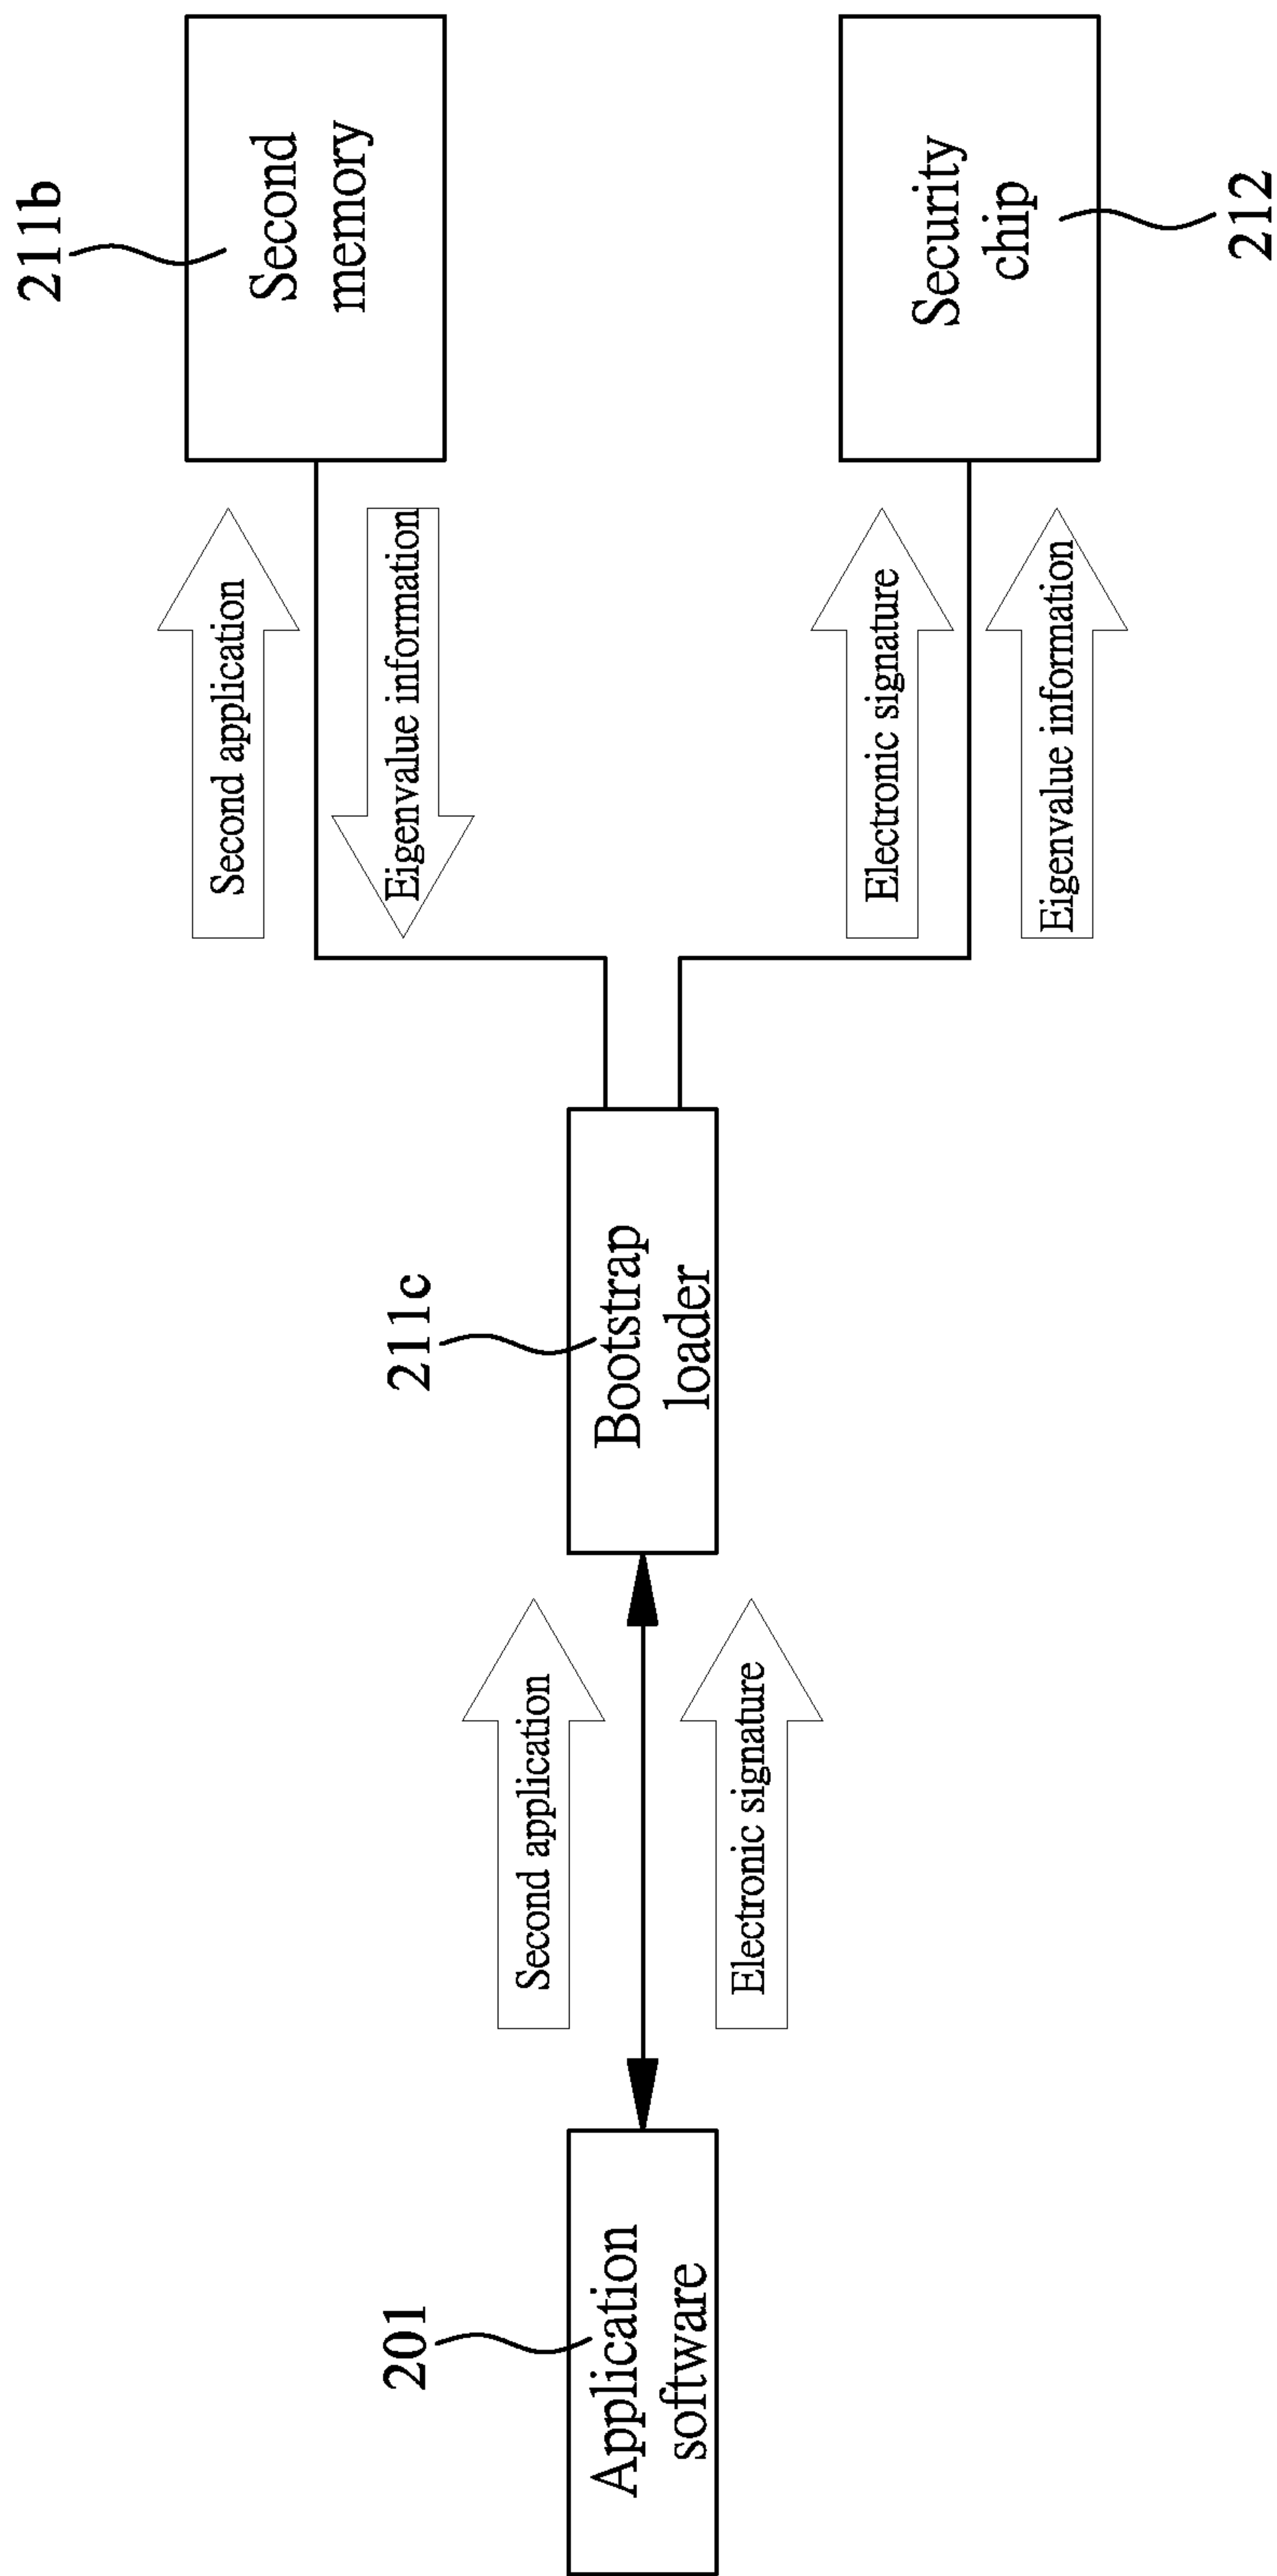 201
Application
software
Second application
Electronic signature
211c
Bootstrap
loader
Second application
Eigenvalue information
Electronic signature
Eigenvalue information
211b
Second
memory
Security
chip
212